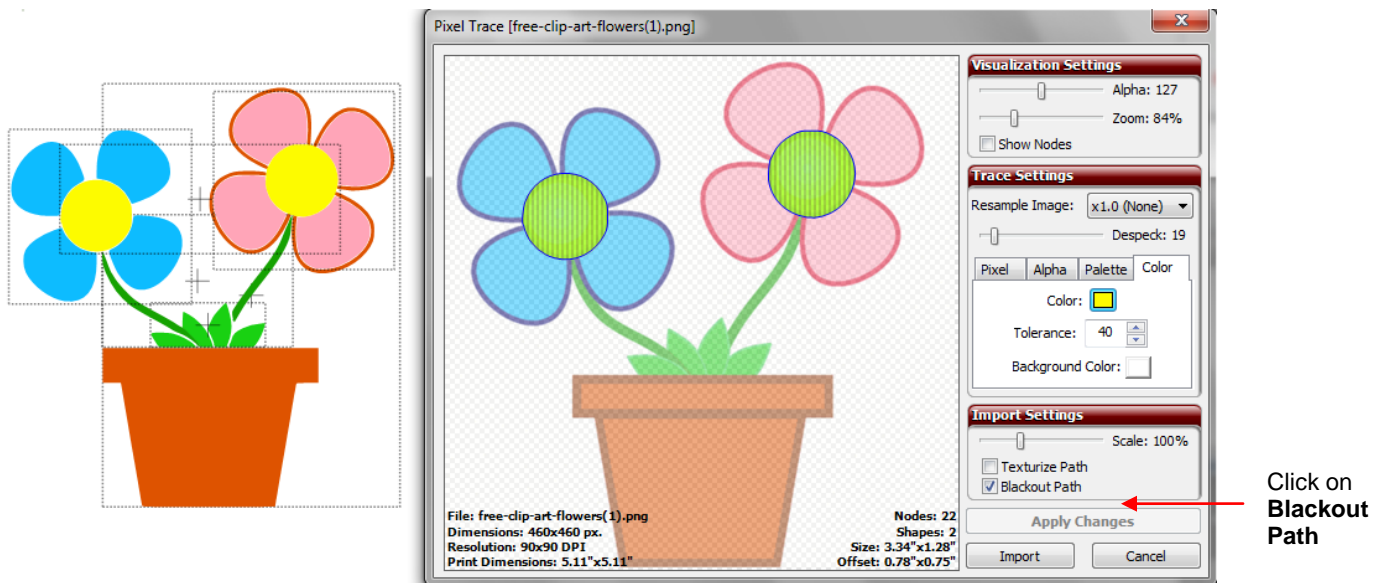 Pixel Trace [free-clip-art-flowers(1).png]
X
Visualization Settings
Alpha: 127
Zoom: 84%
Show Nodes
Trace Settings
Resample Image: x1.0 (None)
Despeck: 19
Pixel Alpha Palette Color
Color:
Tolerance: 40
Background Color:
Import Settings
Scale: 100%
Texturize Path
Blackout Path
Apply Changes
Import Cancel
File: free-clip-art-flowers(1).png
Dimensions: 460x460 px.
Resolution: 90x90 DPI
Print Dimensions: 5.11"x5.11"
Nodes: 22
Shapes: 2
Size: 3.34"x1.28"
Offset: 0.78"x0.75"
Click on
Blackout
Path